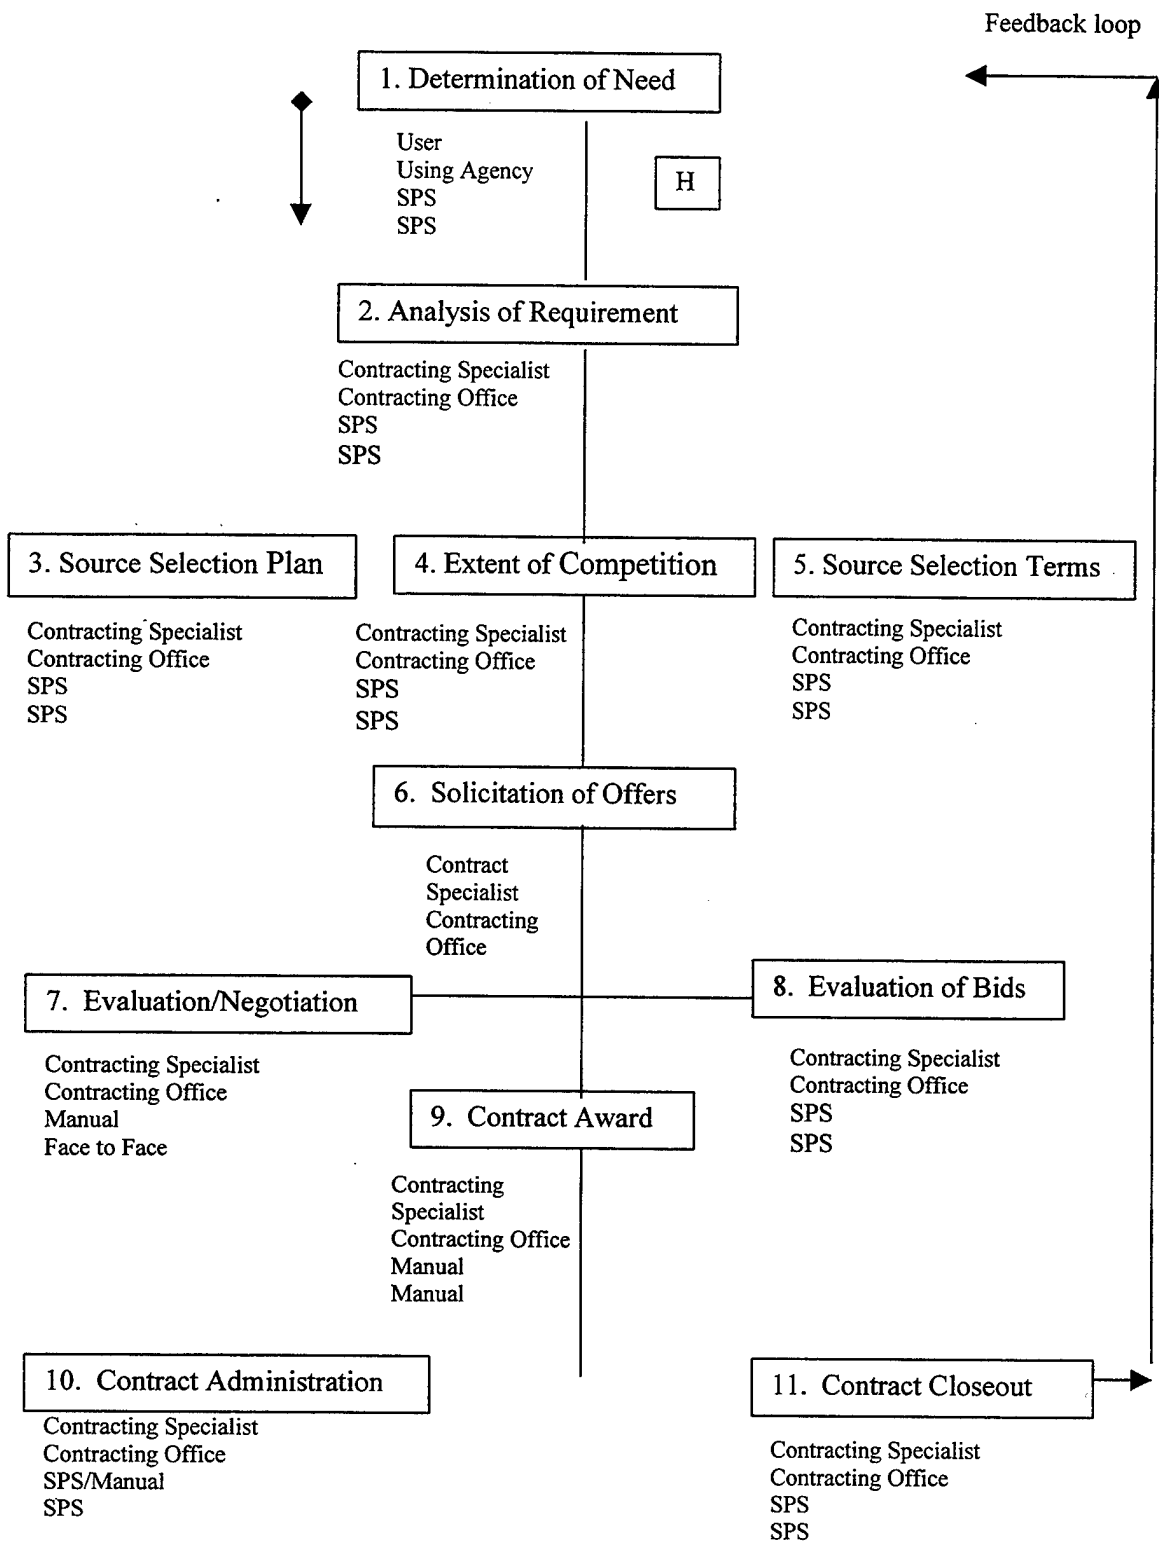 Feedback loop
1. Determination of Need
User
Using Agency
SPS
SPS
H
2. Analysis of Requirement
Contracting Specialist
Contracting Office
SPS
SPS
3. Source Selection Plan
Contracting Specialist
Contracting Office
SPS
SPS
4. Extent of Competition
Contracting Specialist
Contracting Office
SPS
SPS
5. Source Selection Terms
Contracting Specialist
Contracting Office
SPS
SPS
6. Solicitation of Offers
Contract
Specialist
Contracting
Office
7. Evaluation/Negotiation
Contracting Specialist
Contracting Office
Manual
Face to Face
8. Evaluation of Bids
Contracting Specialist
Contracting Office
SPS
SPS
9. Contract Award
Contracting
Specialist
Contracting Office
Manual
Manual
10. Contract Administration
Contracting Specialist
Contracting Office
SPS/Manual
SPS
11. Contract Closeout
Contracting Specialist
Contracting Office
SPS
SPS